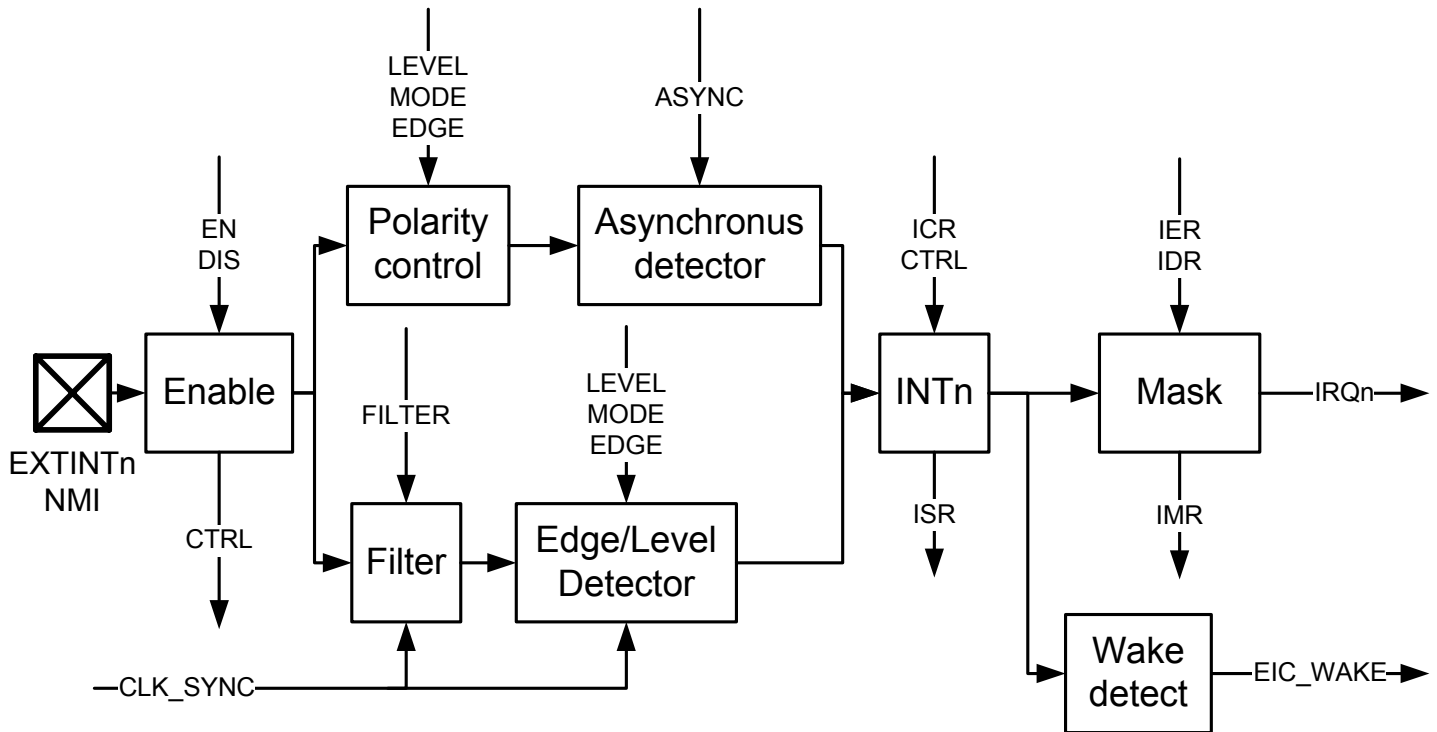 LEVEL
MODE
EDGE
ASYNC
EN
DIS
Polarity
control
Asynchronus
detector
ICR
CTRL
IER
IDR
EXTINTn
NMI
Enable
FILTER
LEVEL
MODE
EDGE
INTn
Mask
IRQn
CTRL
Filter
Edge/Level
Detector
ISR
IMR
CLK_SYNC
Wake
detect
EIC_WAKE